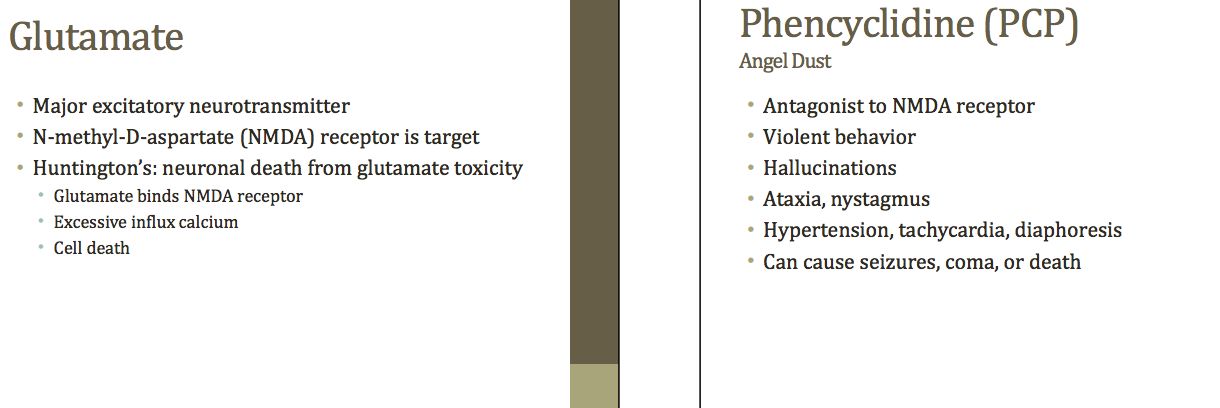 Glutamate
• Major excitatory neurotransmitter
• N-methyl-D-aspartate (NMDA) receptor is target
• Huntington’s: neuronal death from glutamate toxicity
• Glutamate binds NMDA receptor
• Excessive influx calcium
• Cell death
Phencyclidine (PCP)
Angel Dust
• Antagonist to NMDA receptor
• Violent behavior
• Hallucinations
• Ataxia, nystagmus
• Hypertension, tachycardia, diaphoresis
• Can cause seizures, coma, or death